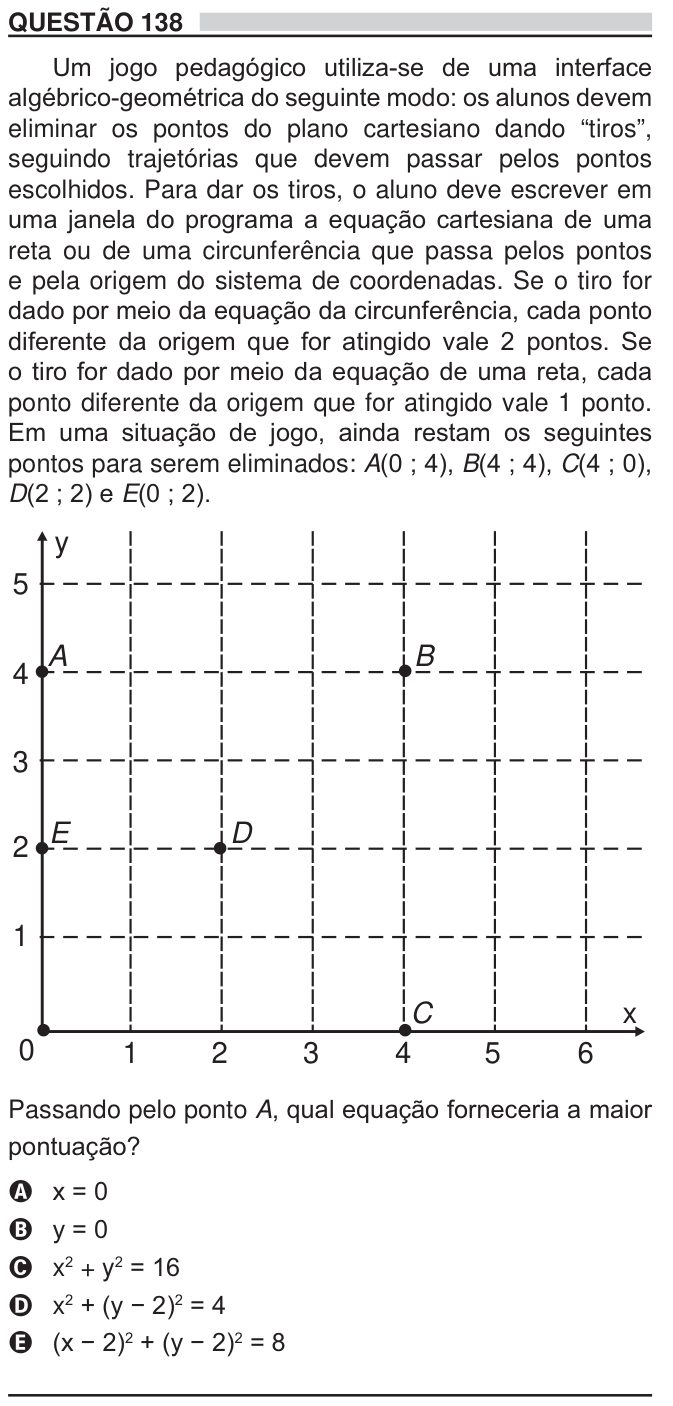 QUESTÃO 138
Um jogo pedagógico utiliza-se de uma interface
algébrico-geométrica do seguinte modo: os alunos devem
eliminar os pontos do plano cartesiano dando “tiros”,
seguindo trajetórias que devem passar pelos pontos
escolhidos. Para dar os tiros, o aluno deve escrever em
uma janela do programa a equação cartesiana de uma
reta ou de uma circunferência que passa pelos pontos
e pela origem do sistema de coordenadas. Se o tiro for
dado por meio da equação da circunferência, cada ponto
diferente da origem que for atingido vale 2 pontos. Se
o tiro for dado por meio da equação de uma reta, cada
ponto diferente da origem que for atingido vale 1 ponto.
Em uma situação de jogo, ainda restam os seguintes
pontos para serem eliminados: A(0 ; 4), B(4 ; 4), C(4 ; 0),
D(2 ; 2) e E(0 ; 2).
y
5
A B
4
3
E D
2
1
C x
0 1 2 3 4 5 6
Passando pelo ponto A, qual equação forneceria a maior
pontuação?
A x = 0
B y = 0
C x² + y² = 16
D x² + (y − 2)² = 4
E (x − 2)² + (y − 2)² = 8